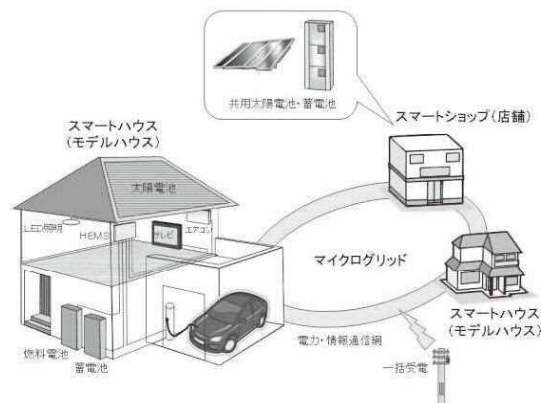 共用太陽電池・蓄電池
スマートショップ(店舗)
スマートハウス
(モデルハウス)
太陽電池
LED照明
HEMS
テレビ
エアコン
マイクログリッド
スマートハウス
(モデルハウス)
電力・情報通信網
一括受電
燃料電池
蓄電池